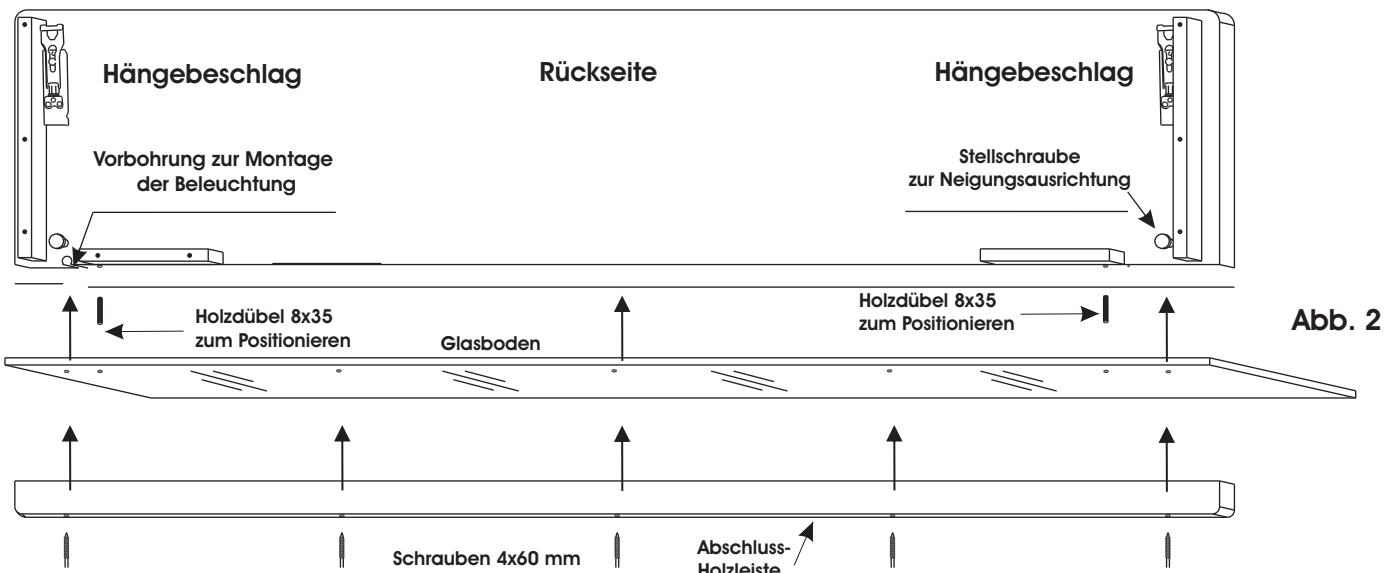 Hängebeschlag
Rückseite
Hängebeschlag
Vorbohrung zur Montage
der Beleuchtung
Stellschraube
zur Neigungsausrichtung
Holzdübel 8x35
zum Positionieren
Holzdübel 8x35
zum Positionieren
Abb. 2
Glasboden
Schrauben 4x60 mm
Abschluss-
Holzleiste